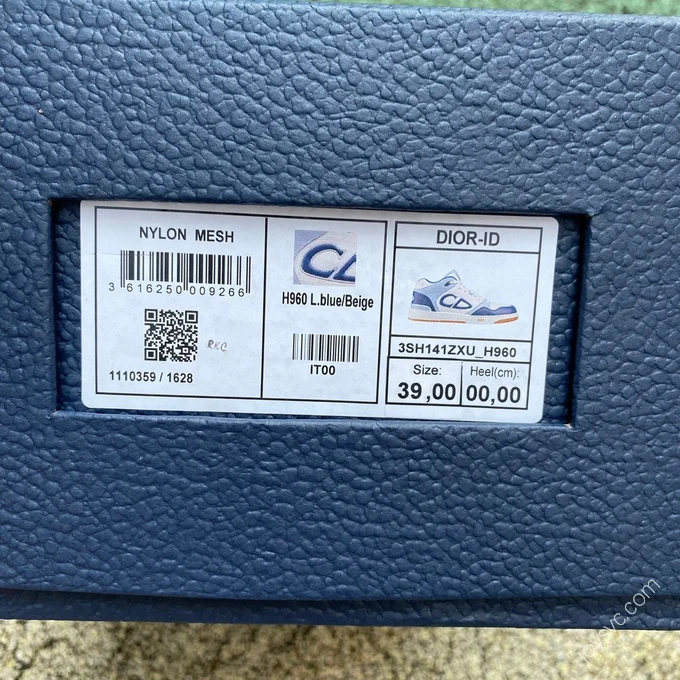 NYLON MESH
3 616250 009266
RKC
1110359 / 1628
CD
H960 L.blue/Beige
IT00
DIOR-ID
CD
3SH141ZXU_H960
Size:
39,00
Heel(cm):
00,00